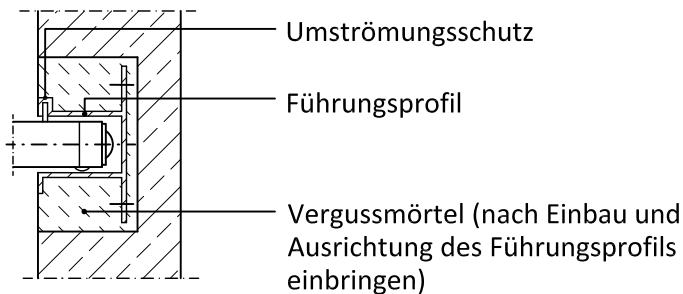 Umströmungsschutz
Führungsprofil
Vergussmörtel (nach Einbau und
Ausrichtung des Führungsprofils
einbringen)